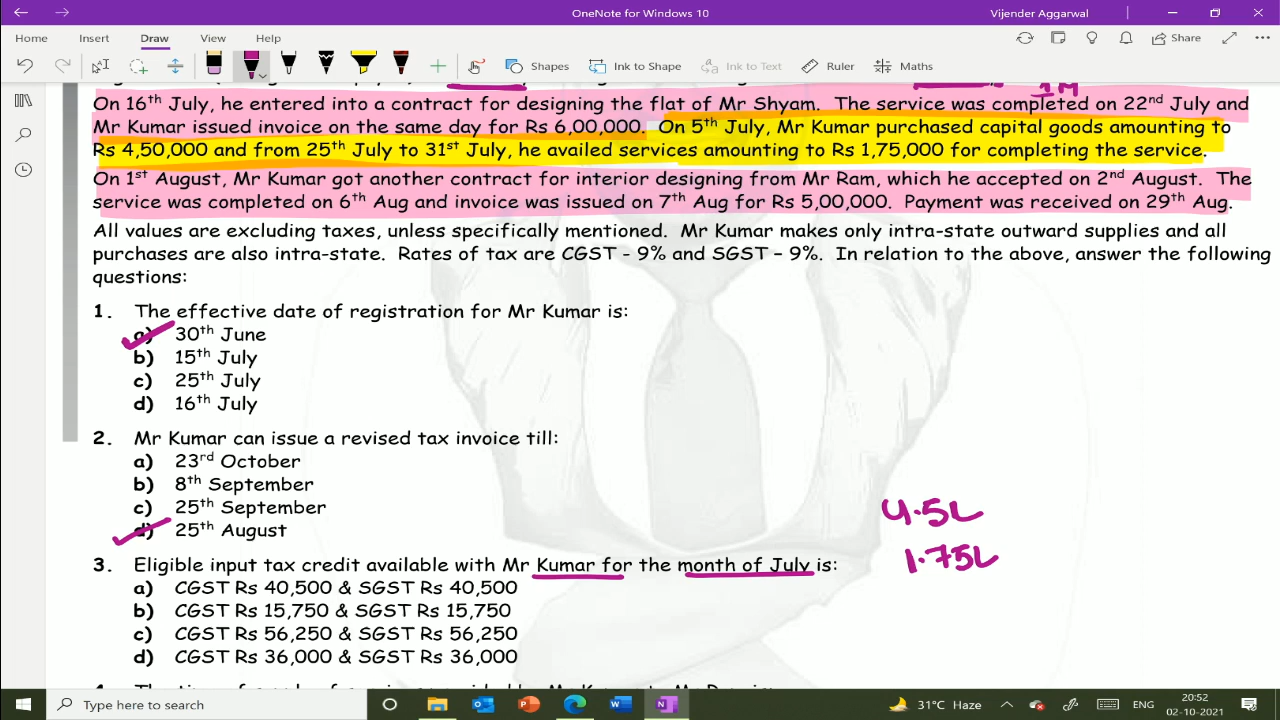 OneNote for Windows 10
Vijender Aggarwal
Home Insert Draw View Help
Share
Shapes Ink to Shape Ink to Text Ruler Maths
On 16th July, he entered into a contract for designing the flat of Mr Shyam. The service was completed on 22nd July and
Mr Kumar issued invoice on the same day for Rs 6,00,000. On 5th July, Mr Kumar purchased capital goods amounting to
Rs 4,50,000 and from 25th July to 31st July, he availed services amounting to Rs 1,75,000 for completing the service.
On 1st August, Mr Kumar got another contract for interior designing from Mr Ram, which he accepted on 2nd August. The
service was completed on 6th Aug and invoice was issued on 7th Aug for Rs 5,00,000. Payment was received on 29th Aug.
All values are excluding taxes, unless specifically mentioned. Mr Kumar makes only intra-state outward supplies and all
purchases are also intra-state. Rates of tax are CGST - 9% and SGST – 9%. In relation to the above, answer the following
questions:
1. The effective date of registration for Mr Kumar is:
a) 30th June
b) 15th July
c) 25th July
d) 16th July
2. Mr Kumar can issue a revised tax invoice till:
a) 23rd October
b) 8th September
c) 25th September
d) 25th August
4.5L
1.75L
3. Eligible input tax credit available with Mr Kumar for the month of July is:
a) CGST Rs 40,500 & SGST Rs 40,500
b) CGST Rs 15,750 & SGST Rs 15,750
c) CGST Rs 56,250 & SGST Rs 56,250
d) CGST Rs 36,000 & SGST Rs 36,000
Type here to search
31°C Haze
ENG
20:52
02-10-2021